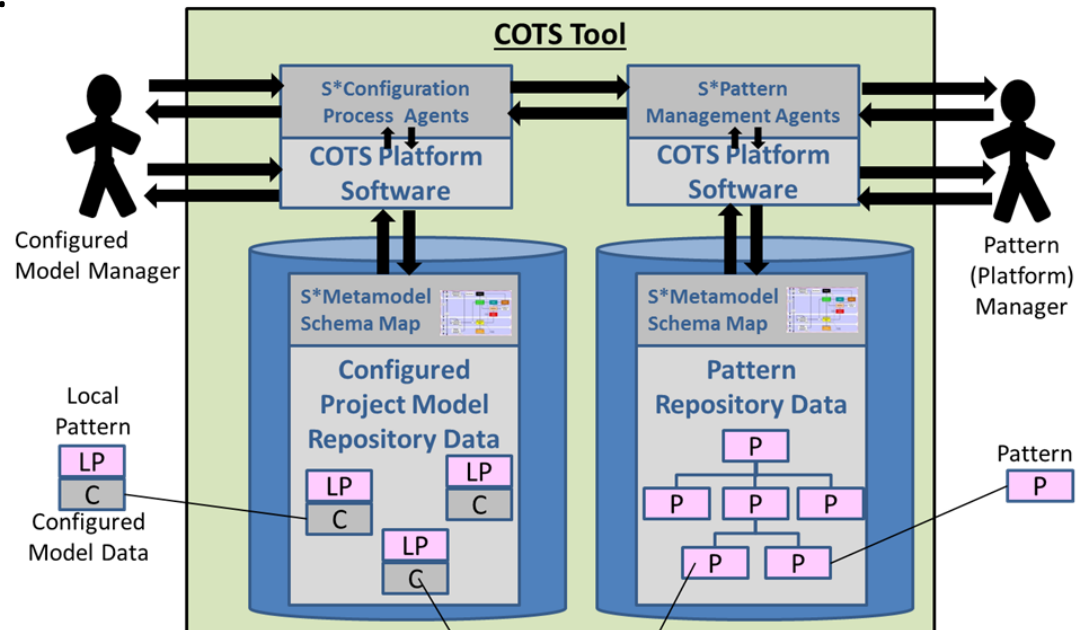 COTS Tool
S*Configuration
Process Agents
COTS Platform
Software
S*Pattern
Management Agents
COTS Platform
Software
Configured
Model Manager
Pattern
(Platform)
Manager
S*Metamodel
Schema Map
Configured
Project Model
Repository Data
LP
C
LP
C
LP
C
S*Metamodel
Schema Map
Pattern
Repository Data
P
P
P
P
P
P
Local
Pattern
LP
C
Configured
Model Data
Pattern
P